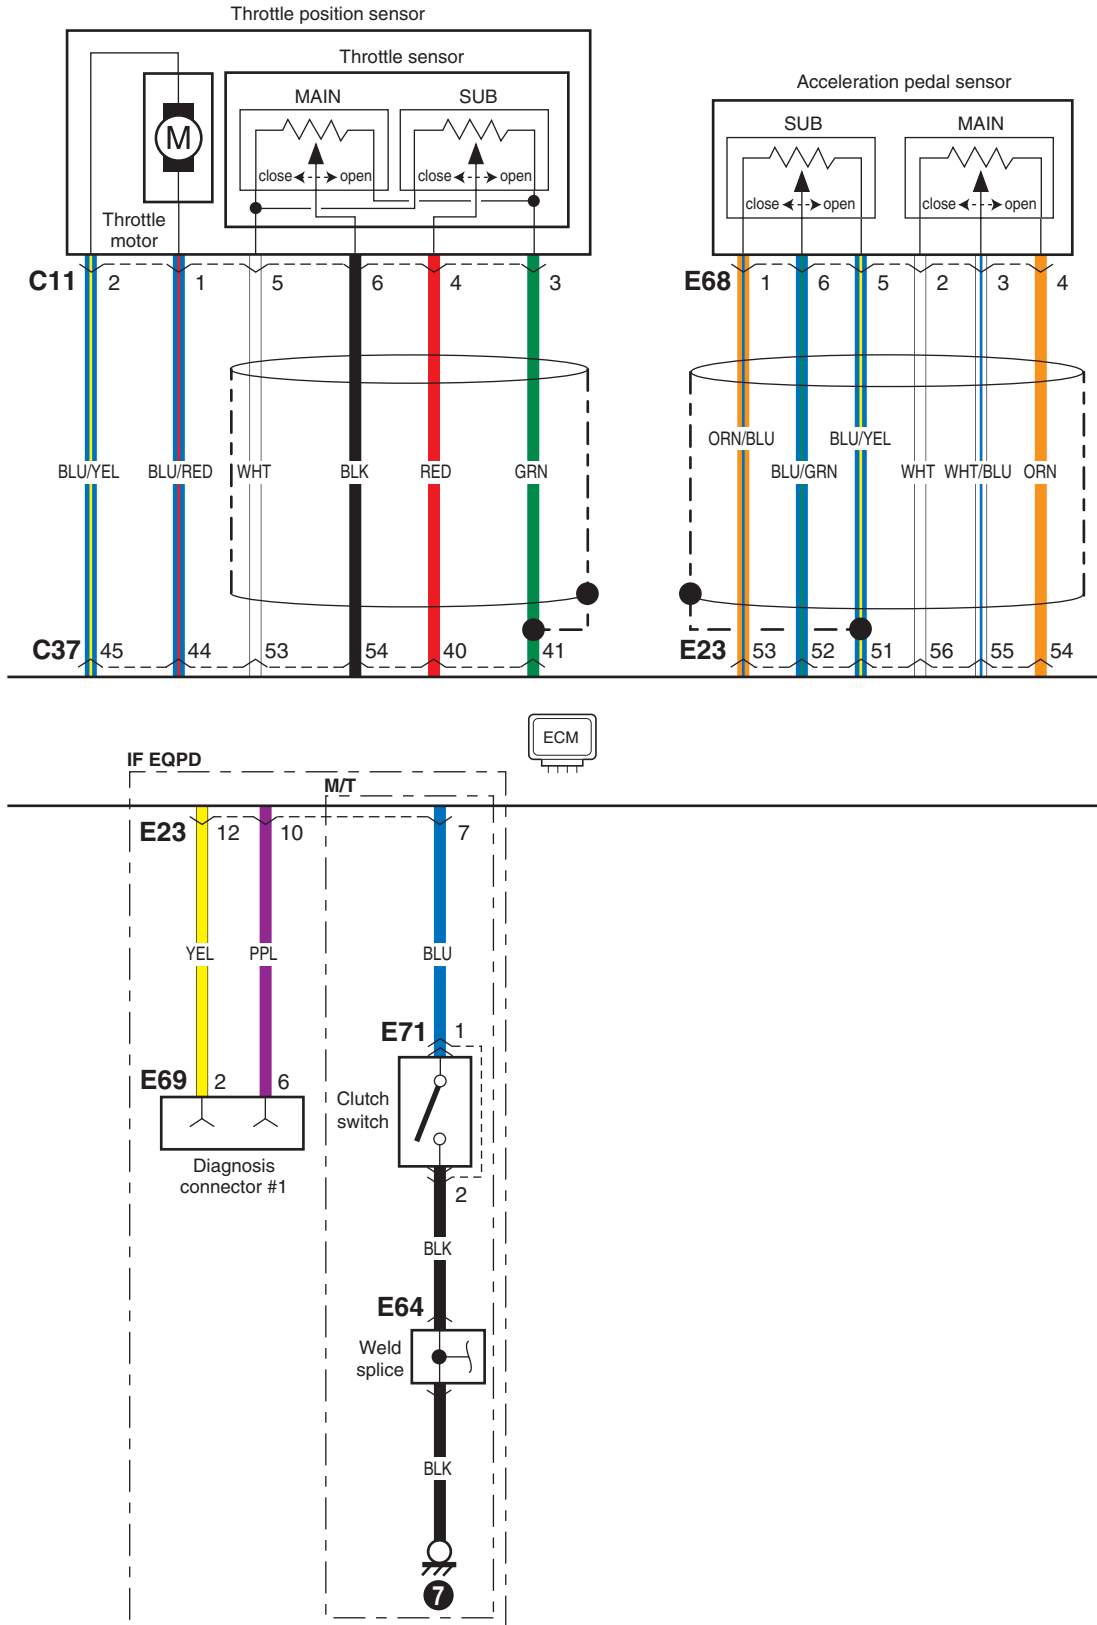 Throttle position sensor
Throttle sensor
MAIN
SUB
close open
close open
M
Throttle
motor
C11 2 1 5 6 4 3
BLU/YEL BLU/RED WHT BLK RED GRN
C37 45 44 53 54 40 41
Acceleration pedal sensor
SUB
MAIN
close open
close open
E68 1 6 5 2 3 4
ORN/BLU BLU/YEL
BLU/GRN WHT WHT/BLU ORN
E23 53 52 51 56 55 54
ECM
IF EQPD
M/T
E23 12 10 7
YEL PPL BLU
E71 1
E69 2 6
Clutch
switch
Diagnosis
connector #1
2
BLK
E64
Weld
splice
BLK
7